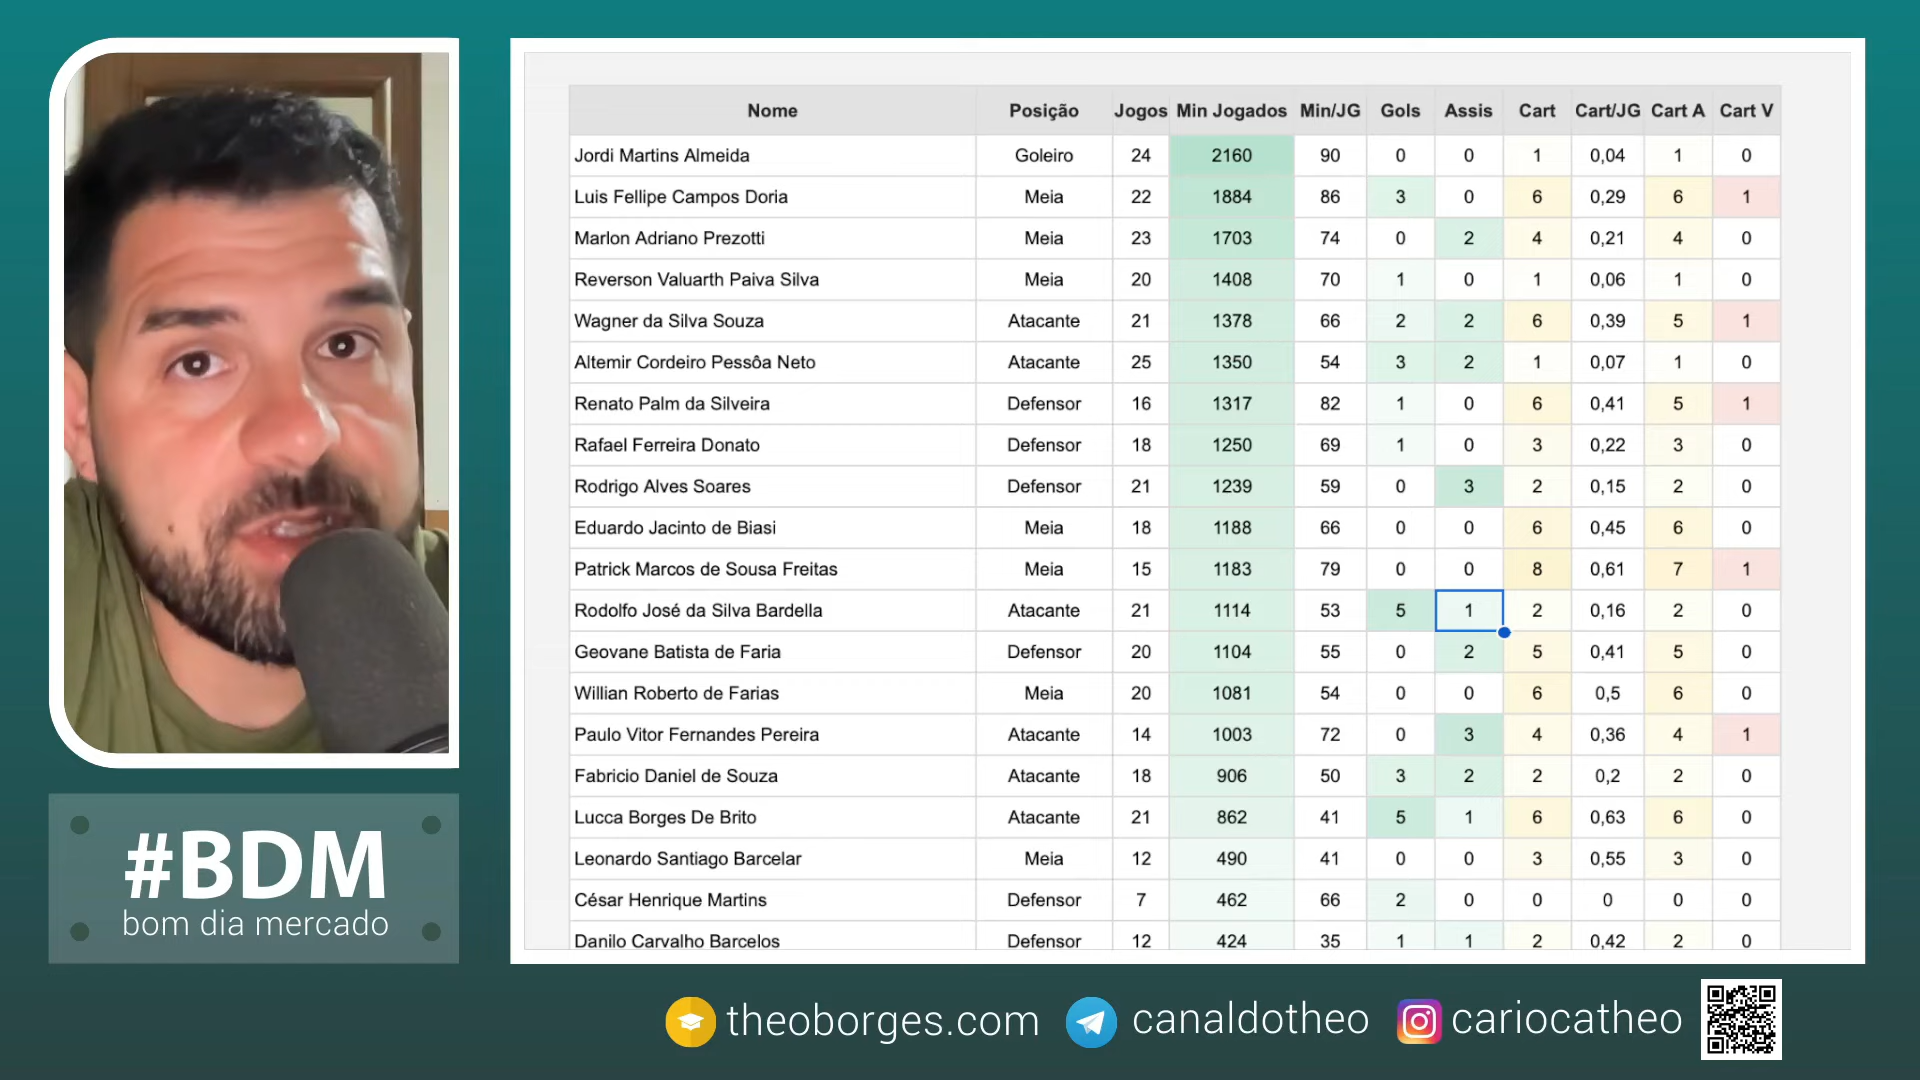 Nome Posição Jogos Min Jogados Min/JG Gols Assis Cart Cart/JG Cart A Cart V
Jordi Martins Almeida Goleiro 24 2160 90 0 0 1 0,04 1 0
Luis Fellipe Campos Doria Meia 22 1884 86 3 0 6 0,29 6 1
Marlon Adriano Prezotti Meia 23 1703 74 0 2 4 0,21 4 0
Reverson Valuarth Paiva Silva Meia 20 1408 70 1 0 1 0,06 1 0
Wagner da Silva Souza Atacante 21 1378 66 2 2 6 0,39 5 1
Altemir Cordeiro Pessôa Neto Atacante 25 1350 54 3 2 1 0,07 1 0
Renato Palm da Silveira Defensor 16 1317 82 1 0 6 0,41 5 1
Rafael Ferreira Donato Defensor 18 1250 69 1 0 3 0,22 3 0
Rodrigo Alves Soares Defensor 21 1239 59 0 3 2 0,15 2 0
Eduardo Jacinto de Biasi Meia 18 1188 66 0 0 6 0,45 6 0
Patrick Marcos de Sousa Freitas Meia 15 1183 79 0 0 8 0,61 7 1
Rodolfo José da Silva Bardella Atacante 21 1114 53 5 1 2 0,16 2 0
Geovane Batista de Faria Defensor 20 1104 55 0 2 5 0,41 5 0
Willian Roberto de Farias Meia 20 1081 54 0 0 6 0,5 6 0
Paulo Vitor Fernandes Pereira Atacante 14 1003 72 0 3 4 0,36 4 1
Fabricio Daniel de Souza Atacante 18 906 50 3 2 2 0,2 2 0
Lucca Borges De Brito Atacante 21 862 41 5 1 6 0,63 6 0
Leonardo Santiago Barcelar Meia 12 490 41 0 0 3 0,55 3 0
César Henrique Martins Defensor 7 462 66 2 0 0 0 0 0
Danilo Carvalho Barcelos Defensor 12 424 35 1 1 2 0,42 2 0
#BDM
bom dia mercado
theoborges.com canaldotheo cariocatheo